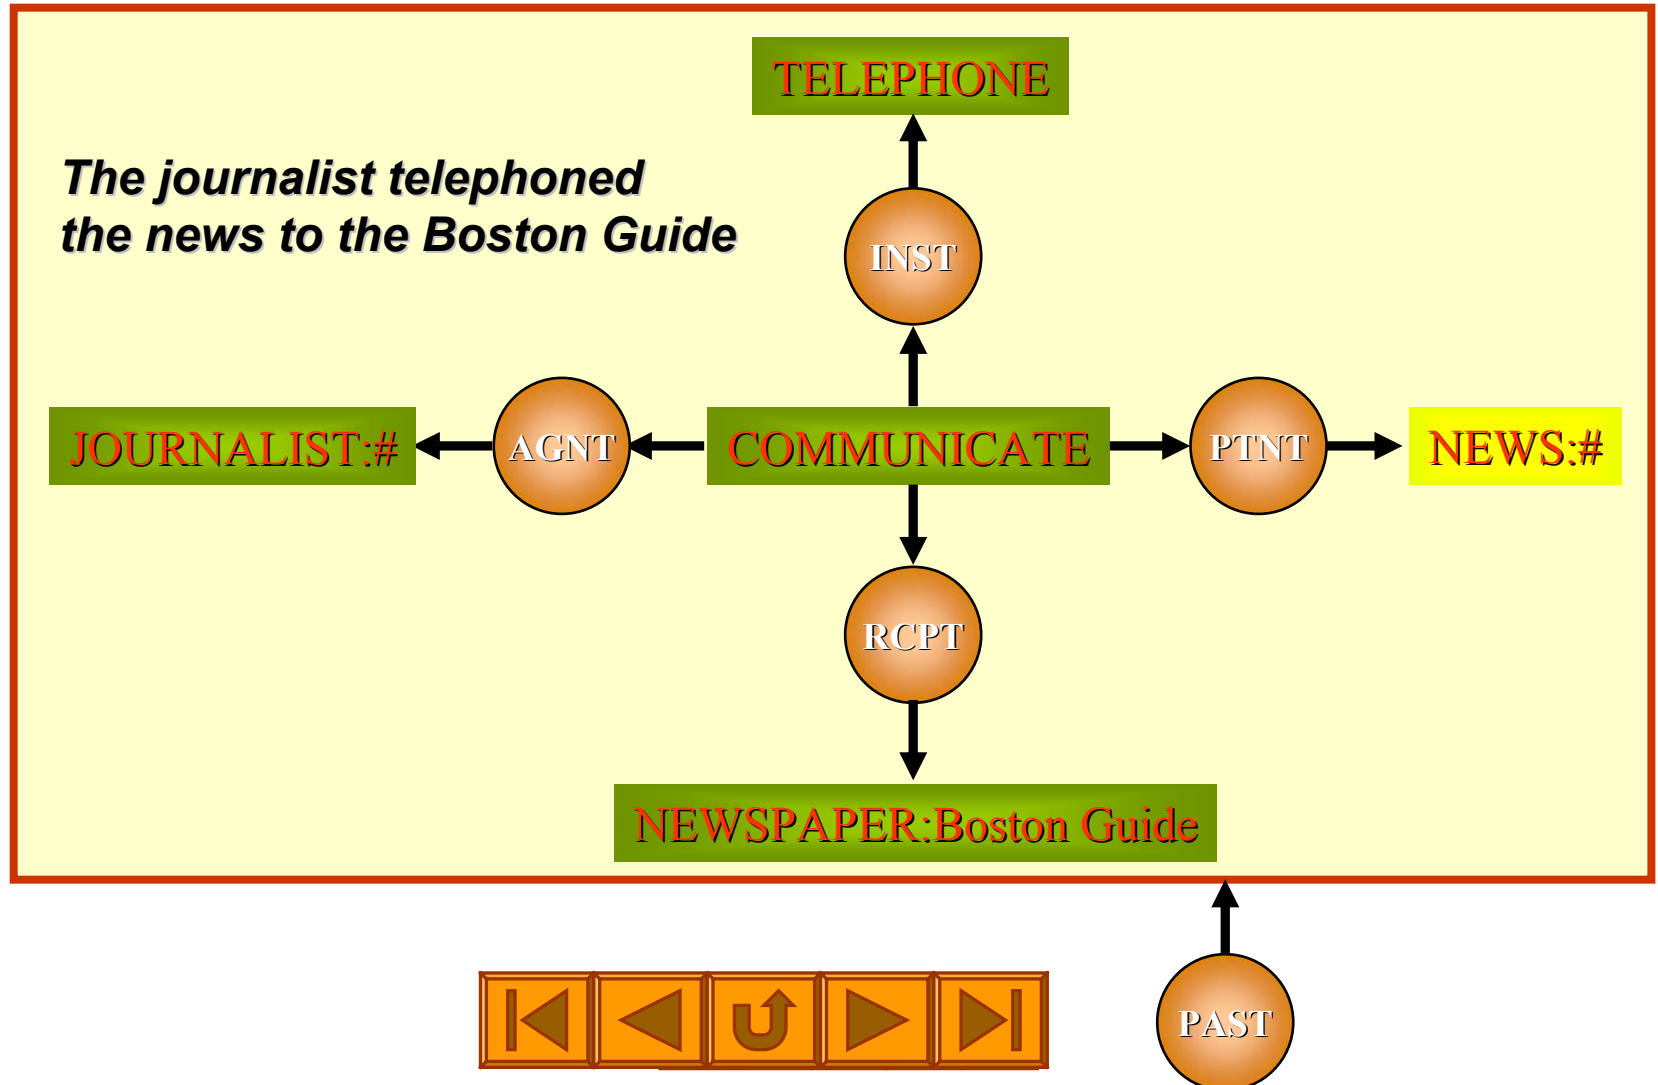 TELEPHONE
The journalist telephoned
the news to the Boston Guide
INST
JOURNALIST:#
AGNT
COMMUNICATE
PTNT
NEWS:#
RCPT
NEWSPAPER:Boston Guide
PAST